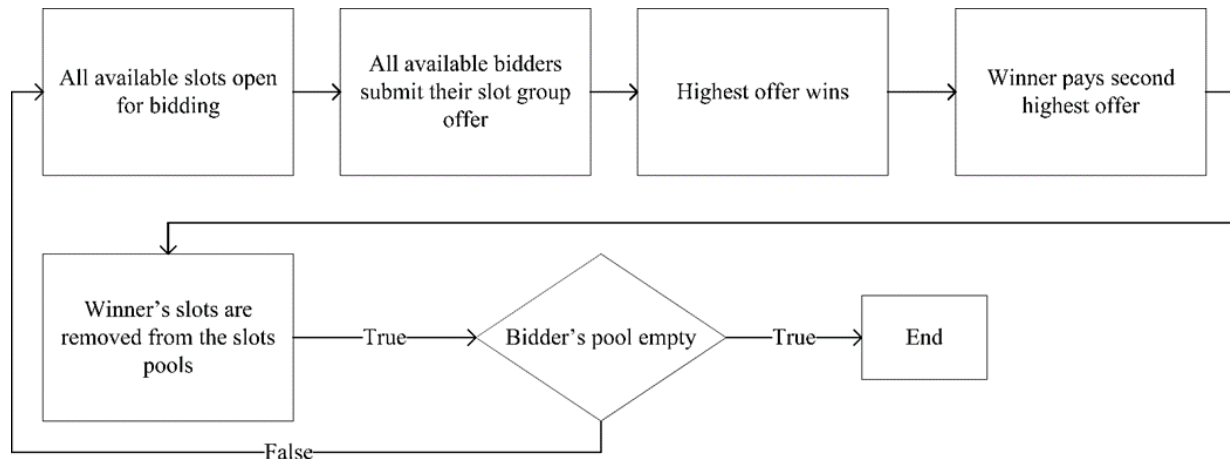 All available slots open
for bidding
All available bidders
submit their slot group
offer
Highest offer wins
Winner pays second
highest offer
Winner’s slots are
removed from the slots
pools
True
Bidder’s pool empty
True
End
False